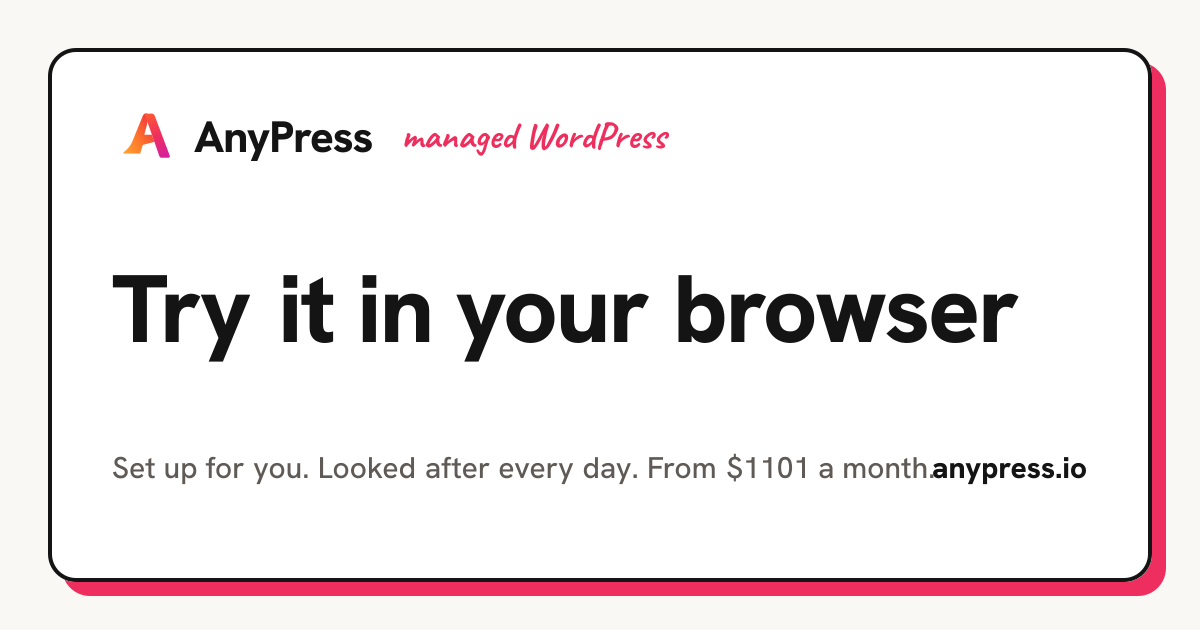 AnyPress managed WordPress
Try it in your browser
Set up for you. Looked after every day. From $1101 a month.anypress.io